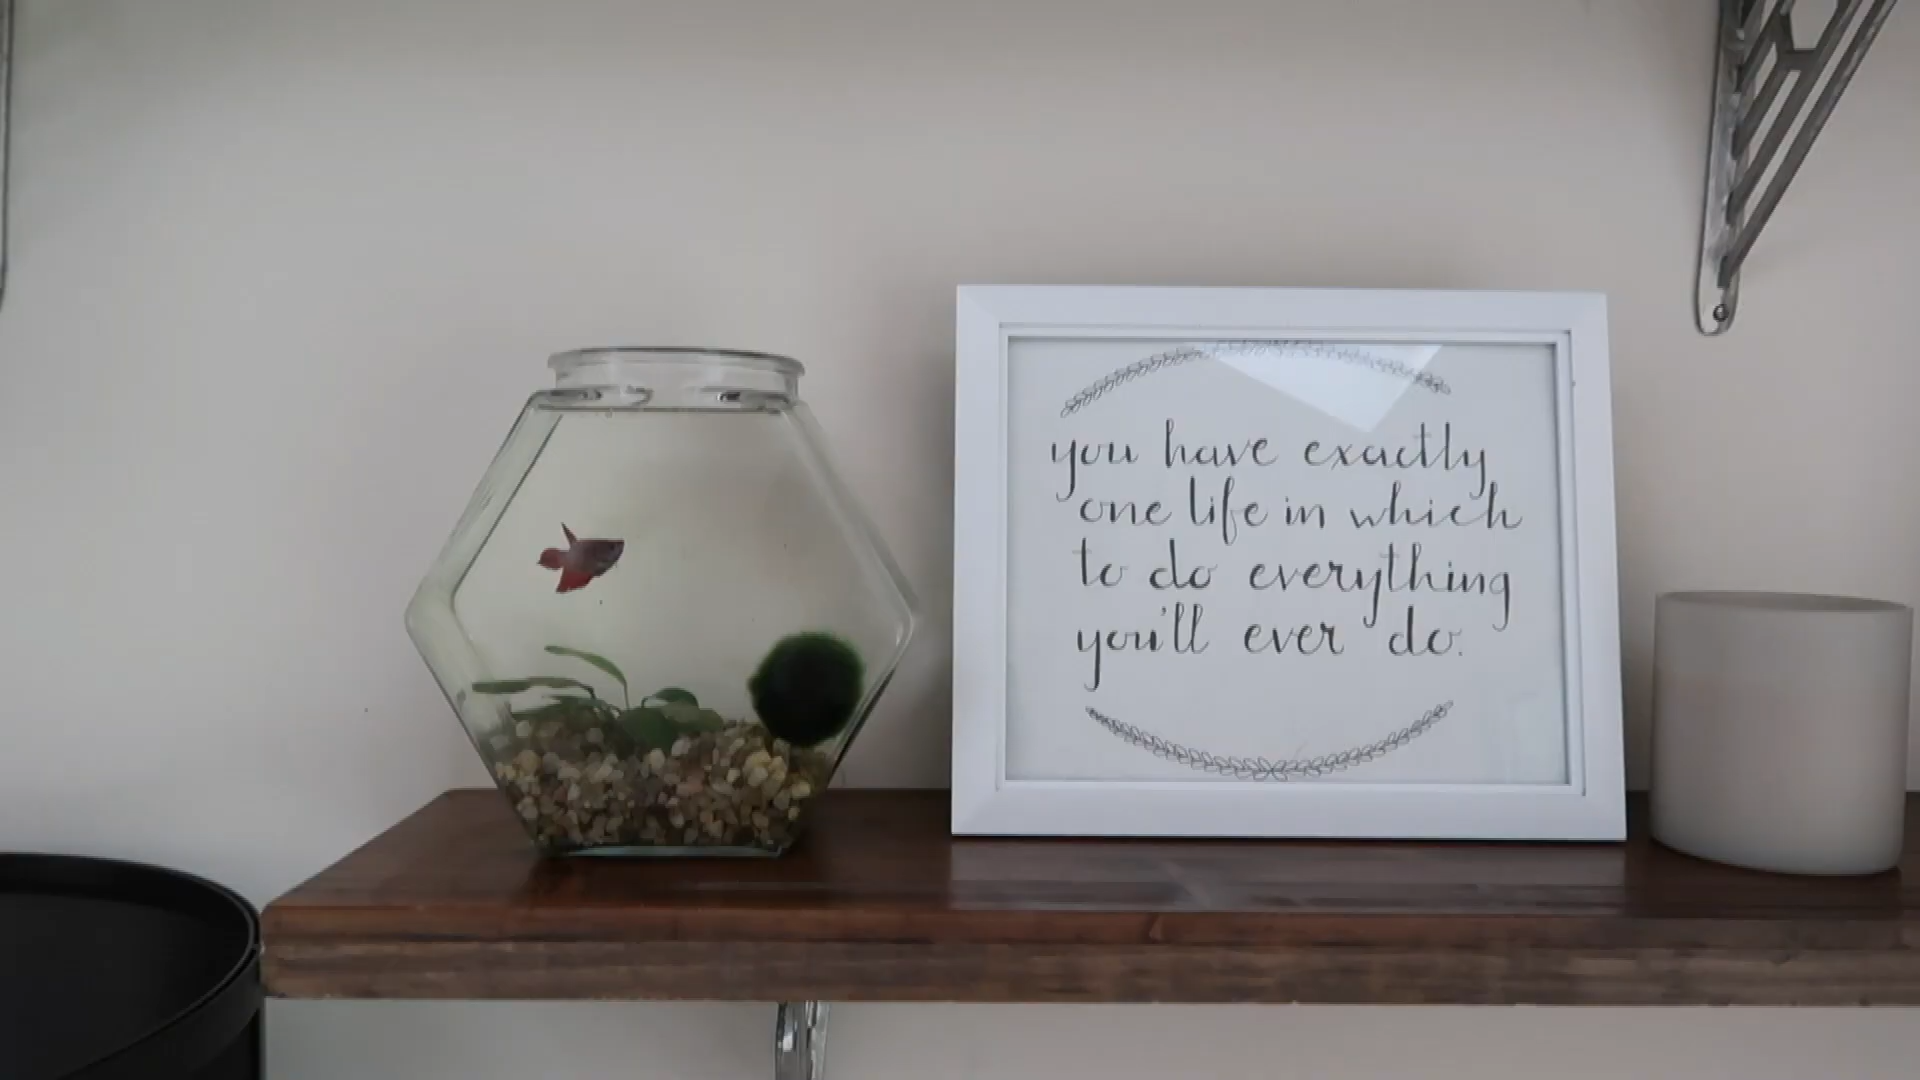 you have exactly
one life in which
to do everything
you'll ever do.